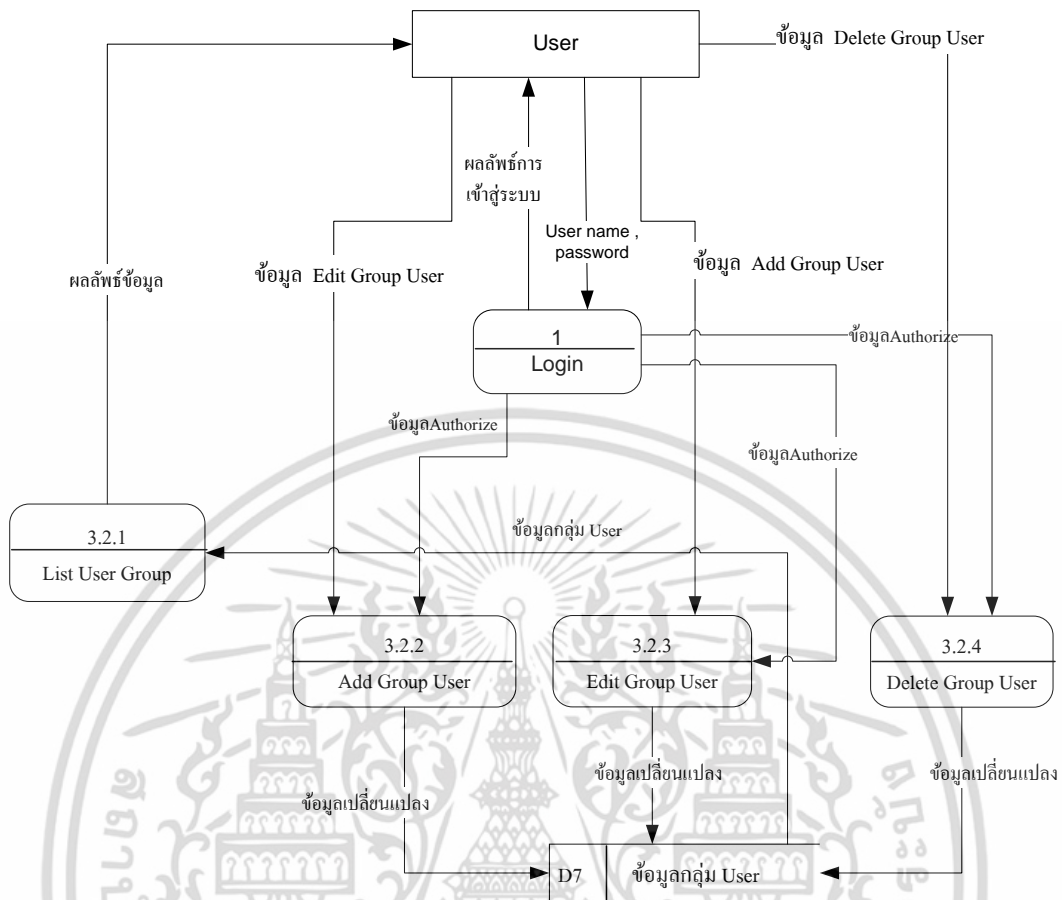 User
ข้อมูล Delete Group User
ผลลัพธ์การ
เข้าสู่ระบบ
User name ,
password
ผลลัพธ์ข้อมูล
ข้อมูล Edit Group User
ข้อมูล Add Group User
1
Login
ข้อมูลAuthorize
ข้อมูลAuthorize
ข้อมูลAuthorize
3.2.1
List User Group
ข้อมูลกลุ่ม User
3.2.2
Add Group User
3.2.3
Edit Group User
3.2.4
Delete Group User
ข้อมูลเปลี่ยนแปลง
ข้อมูลเปลี่ยนแปลง
ข้อมูลเปลี่ยนแปลง
D7
ข้อมูลกลุ่ม User